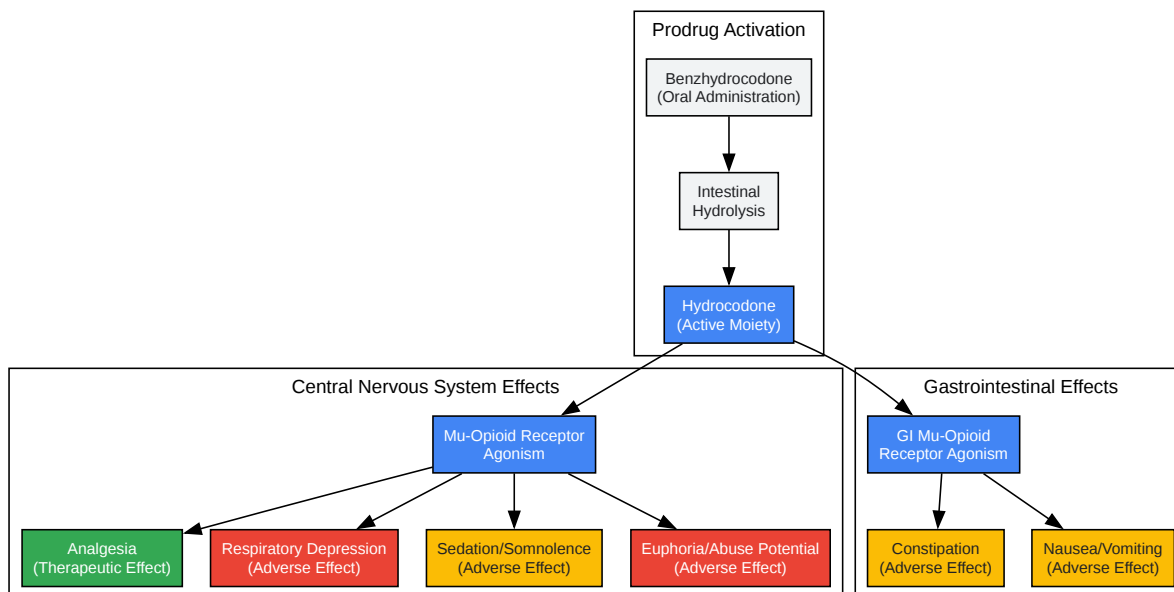 Prodrug Activation
Benzhydrocodone
(Oral Administration)
Intestinal
Hydrolysis
Hydrocodone
(Active Moiety)
Central Nervous System Effects
Mu-Opioid Receptor
Agonism
Analgesia
(Therapeutic Effect)
Respiratory Depression
(Adverse Effect)
Sedation/Somnolence
(Adverse Effect)
Euphoria/Abuse Potential
(Adverse Effect)
Gastrointestinal Effects
GI Mu-Opioid
Receptor Agonism
Constipation
(Adverse Effect)
Nausea/Vomiting
(Adverse Effect)